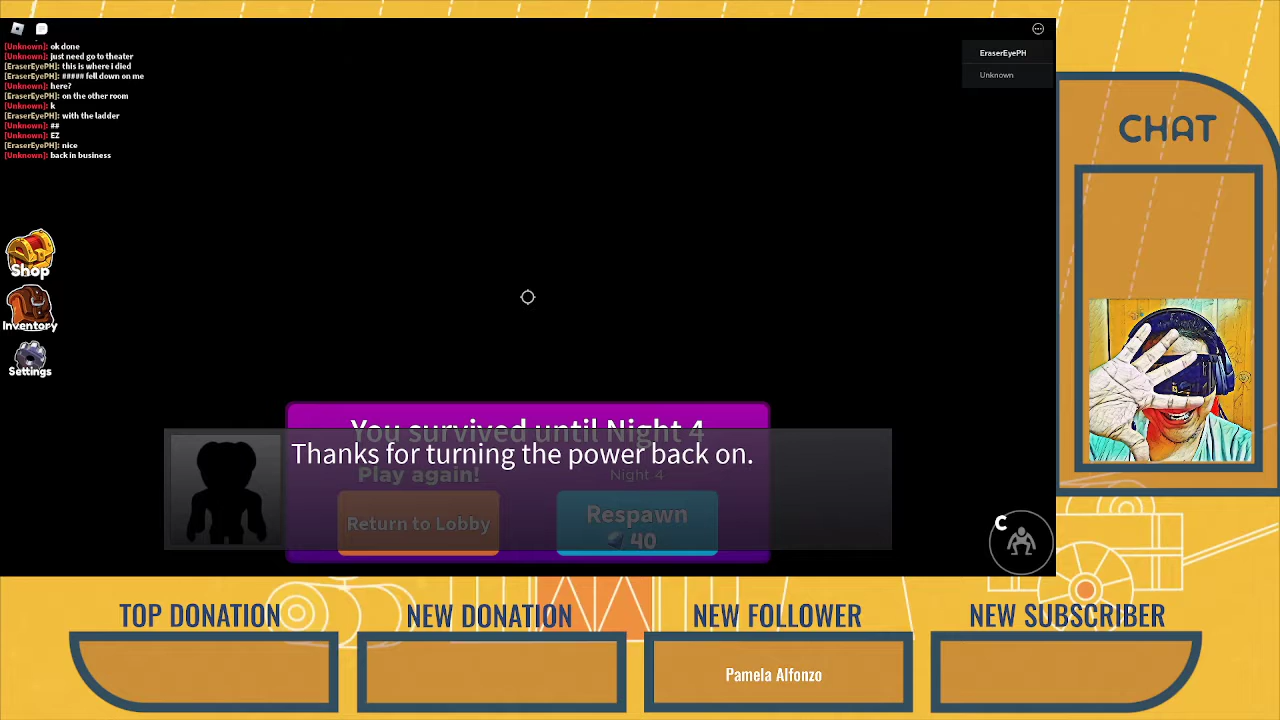 [Unknown]: ok done
[Unknown]: just need go to theater
[EraserEyePH]: this is where i died
[EraserEyePH]: ##### fell down on me
[Unknown]: here?
[EraserEyePH]: on the other room
[Unknown]: k
[EraserEyePH]: with the ladder
[Unknown]: ##
[Unknown]: EZ
[EraserEyePH]: nice
[Unknown]: back in business
EraserEyePH
Unknown
CHAT
Shop
Inventory
Settings
You survived until Night 4
Thanks for turning the power back on.
Play again!
Night 4
Return to Lobby
Respawn
40
C
TOP DONATION
NEW DONATION
NEW FOLLOWER
NEW SUBSCRIBER
Pamela Alfonzo